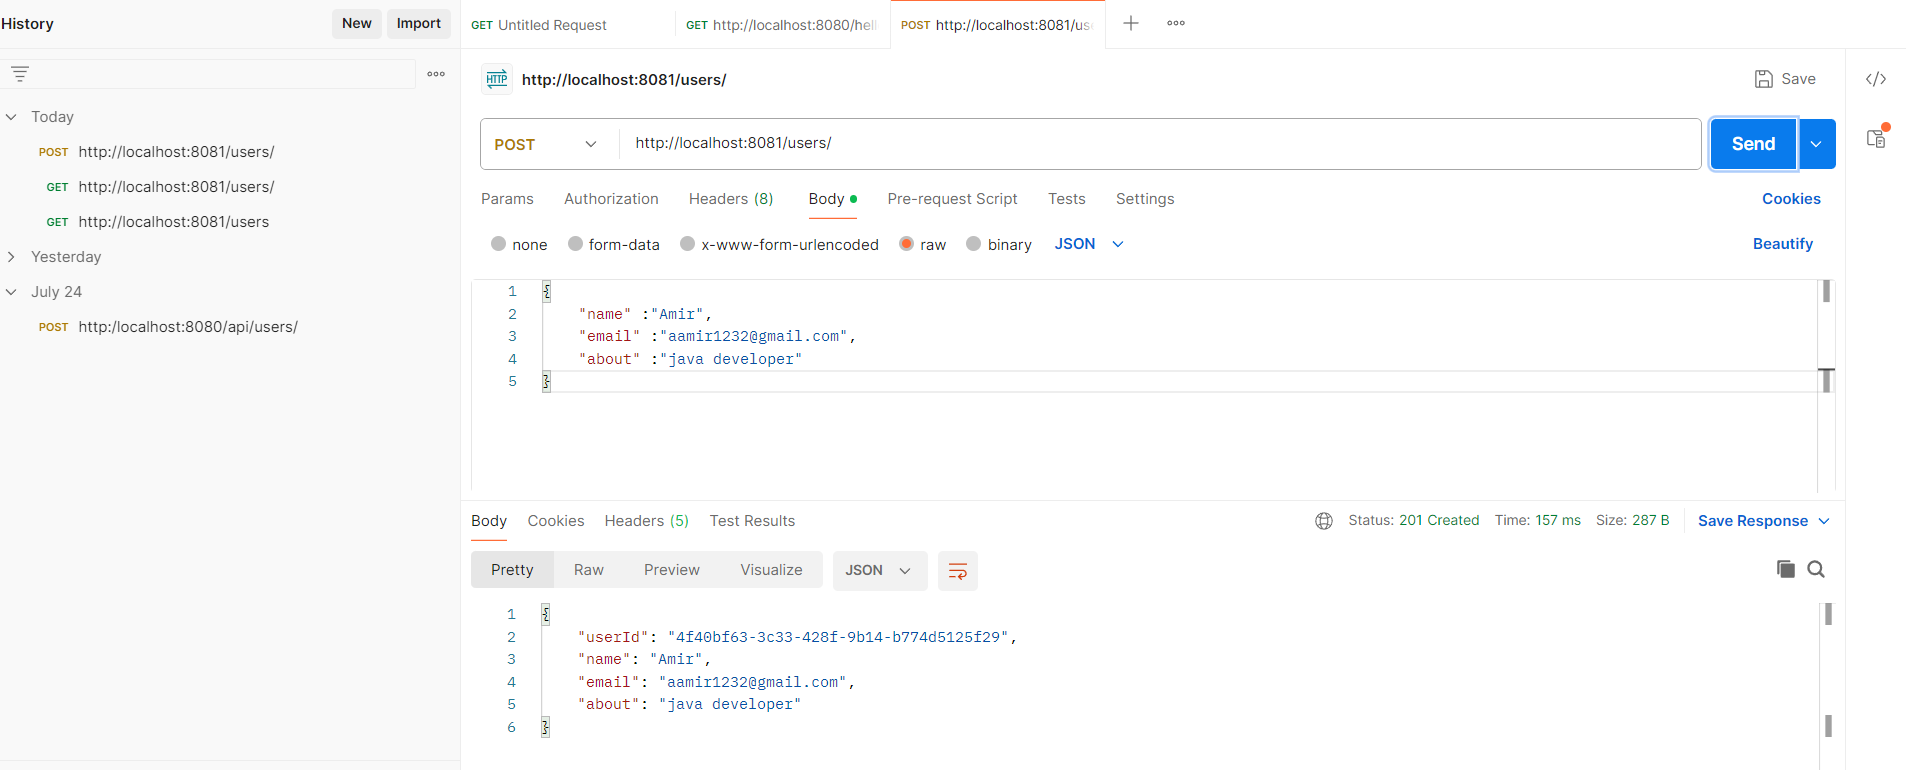 History
New
Import
GET Untitled Request
GET http://localhost:8080/hell
POST http://localhost:8081/us
HTTP http://localhost:8081/users/
Save
Today
POST http://localhost:8081/users/
GET http://localhost:8081/users/
GET http://localhost:8081/users
Yesterday
July 24
POST http:/localhost:8080/api/users/
POST
http://localhost:8081/users/
Send
Params Authorization Headers (8) Body Pre-request Script Tests Settings
Cookies
none form-data x-www-form-urlencoded raw binary JSON
Beautify
1 {
2 "name" :"Amir",
3 "email" :"aamir1232@gmail.com",
4 "about" :"java developer"
5 }
Body Cookies Headers (5) Test Results
Status: 201 Created Time: 157 ms Size: 287 B
Save Response
Pretty Raw Preview Visualize JSON
1 {
2 "userId": "4f40bf63-3c33-428f-9b14-b774d5125f29",
3 "name": "Amir",
4 "email": "aamir1232@gmail.com",
5 "about": "java developer"
6 }